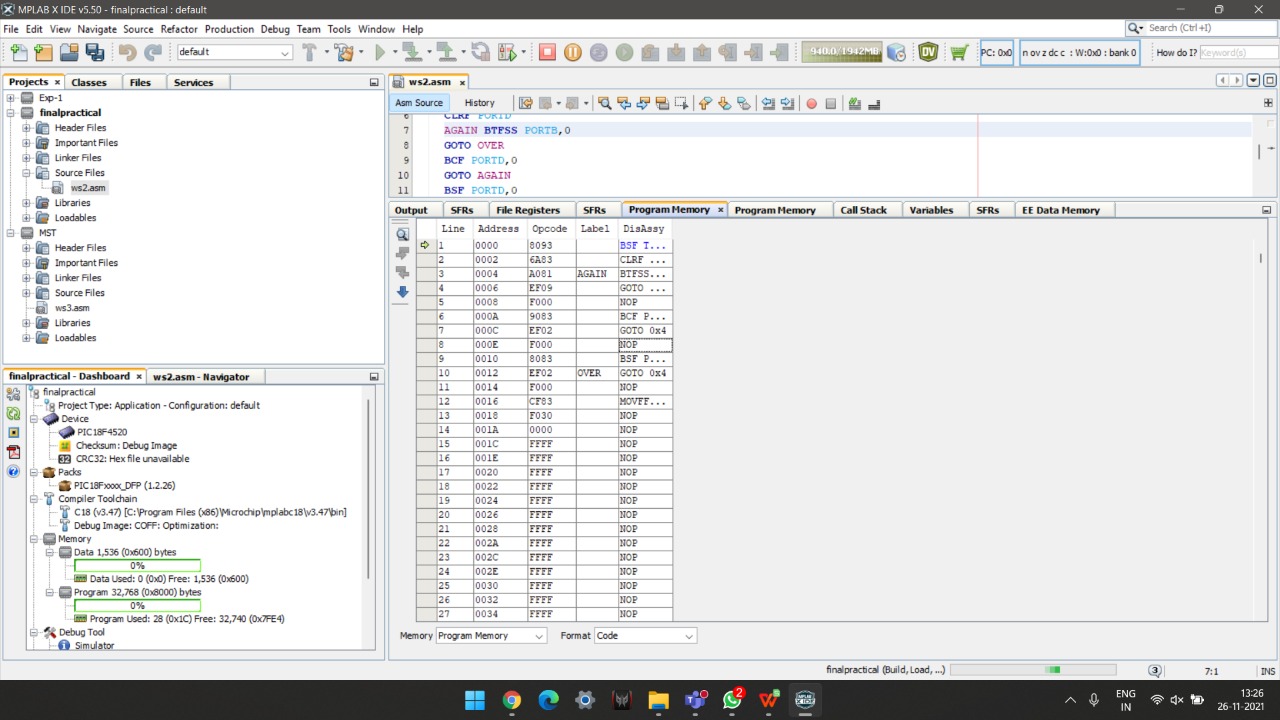 MPLAB X IDE v5.50 - finalpractical : default
File Edit View Navigate Source Refactor Production Debug Team Tools Window Help
Search (Ctrl+I)
default
940.0/1942MB
PC: 0x0
n ov z dc c : W:0x0 : bank 0
How do I? Keyword(s)
Projects Classes Files Services
Exp-1
finalpractical
Header Files
Important Files
Linker Files
Source Files
ws2.asm
Libraries
Loadables
MST
Header Files
Important Files
Linker Files
Source Files
ws3.asm
Libraries
Loadables
finalpractical - Dashboard ws2.asm - Navigator
finalpractical
Project Type: Application - Configuration: default
Device
PIC18F4520
Checksum: Debug Image
CRC32: Hex file unavailable
Packs
PIC18Fxxxx_DFP (1.2.26)
Compiler Toolchain
C18 (v3.47) [C:\Program Files (x86)\Microchip\mplabc18\v3.47\bin]
Debug Image: COFF: Optimization:
Memory
Data 1,536 (0x600) bytes
0%
Data Used: 0 (0x0) Free: 1,536 (0x600)
Program 32,768 (0x8000) bytes
0%
Program Used: 28 (0x1C) Free: 32,740 (0x7FE4)
Debug Tool
Simulator
ws2.asm
Asm Source History
6 CLRF PORTD
7 AGAIN BTFSS PORTB,0
8 GOTO OVER
9 BCF PORTD,0
10 GOTO AGAIN
11 BSF PORTD,0
Output SFRs File Registers SFRs Program Memory Program Memory Call Stack Variables SFRs EE Data Memory
Line Address Opcode Label DisAssy
1 0000 8093 BSF T...
2 0002 6A83 CLRF ...
3 0004 A081 AGAIN BTFSS...
4 0006 EF09 GOTO ...
5 0008 F000 NOP
6 000A 9083 BCF P...
7 000C EF02 GOTO 0x4
8 000E F000 NOP
9 0010 8083 BSF P...
10 0012 EF02 OVER GOTO 0x4
11 0014 F000 NOP
12 0016 CF83 MOVFF...
13 0018 F030 NOP
14 001A 0000 NOP
15 001C FFFF NOP
16 001E FFFF NOP
17 0020 FFFF NOP
18 0022 FFFF NOP
19 0024 FFFF NOP
20 0026 FFFF NOP
21 0028 FFFF NOP
22 002A FFFF NOP
23 002C FFFF NOP
24 002E FFFF NOP
25 0030 FFFF NOP
26 0032 FFFF NOP
27 0034 FFFF NOP
Memory Program Memory Format Code
finalpractical (Build, Load, ...)
3
7:1
INS
2
MPLAB
X IDE
ENG
IN
13:26
26-11-2021